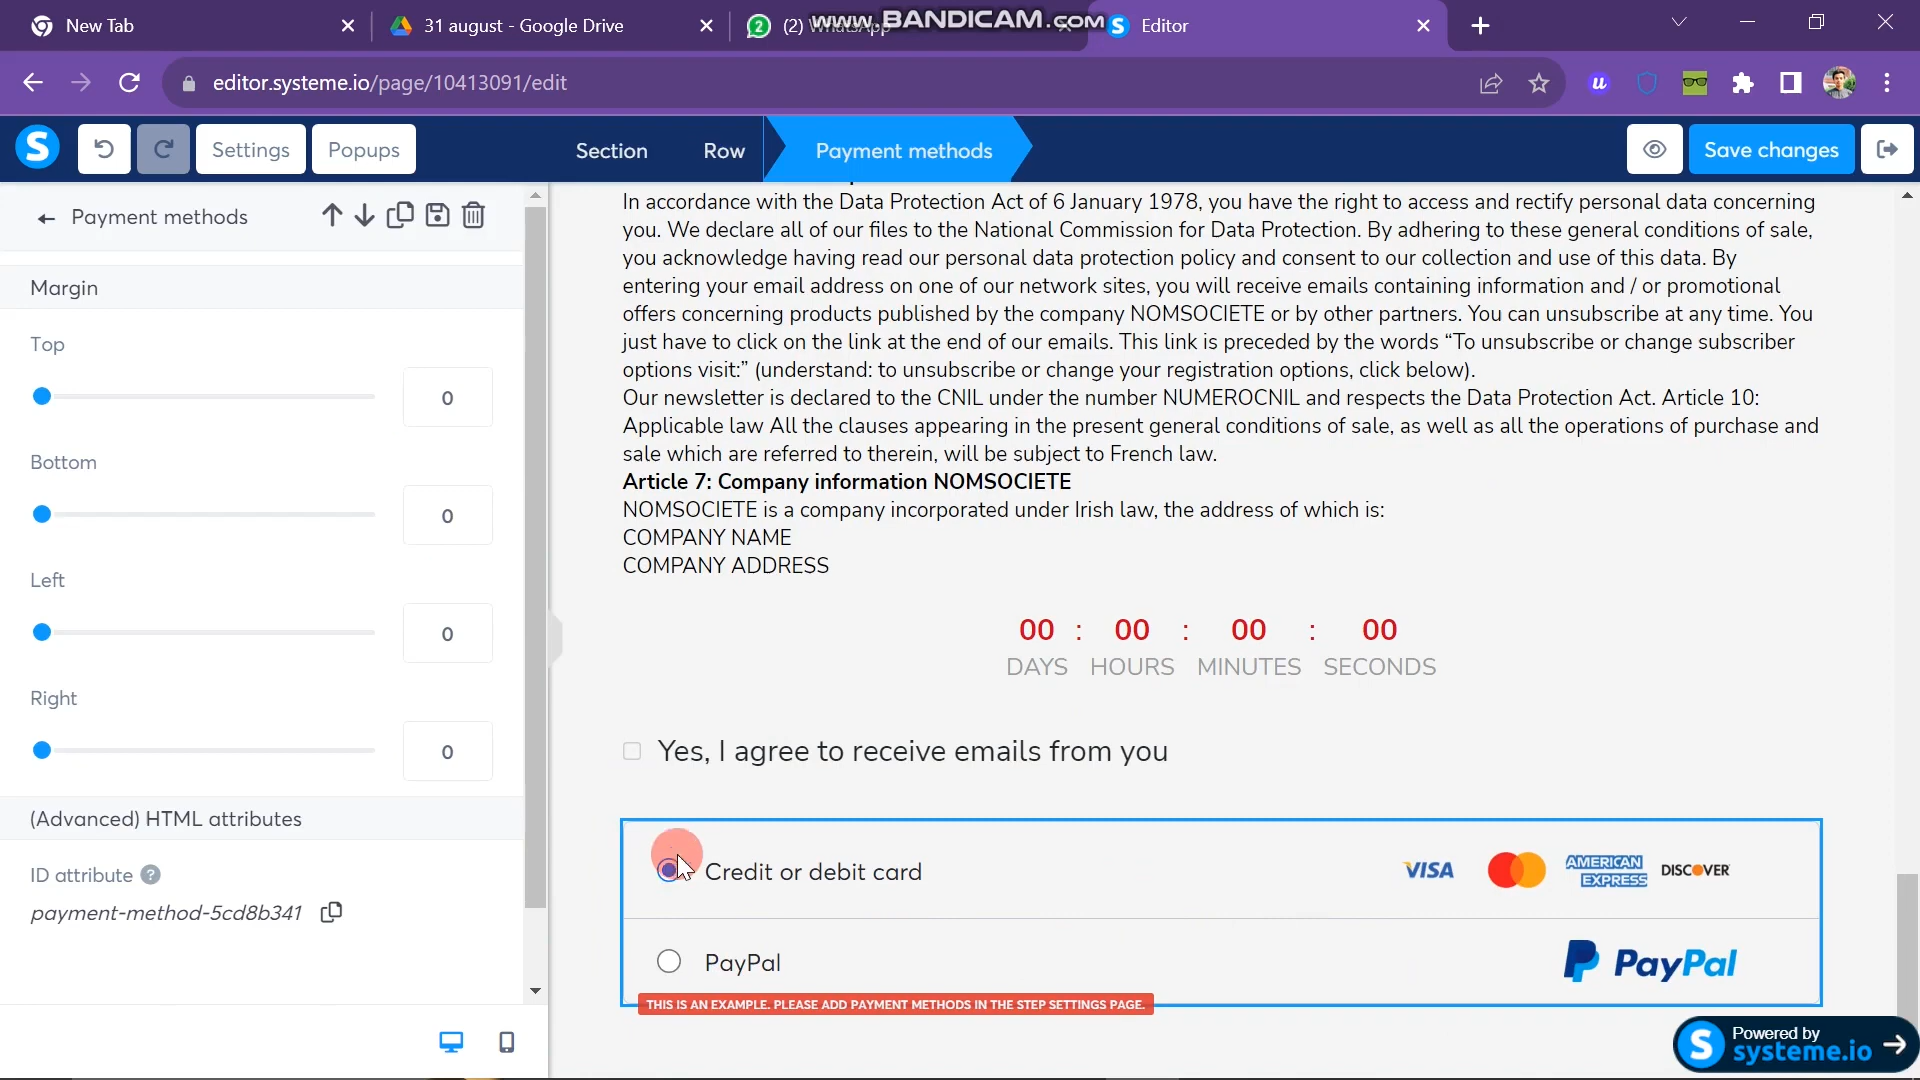 New Tab
31 august - Google Drive
(2) WhatsApp
www.BANDICAM.com
Editor
editor.systeme.io/page/10413091/edit
Settings
Popups
Section
Row
Payment methods
Save changes
Payment methods
Margin
Top
0
Bottom
0
Left
0
Right
0
(Advanced) HTML attributes
ID attribute ?
payment-method-5cd8b341
In accordance with the Data Protection Act of 6 January 1978, you have the right to access and rectify personal data concerning
you. We declare all of our files to the National Commission for Data Protection. By adhering to these general conditions of sale,
you acknowledge having read our personal data protection policy and consent to our collection and use of this data. By
entering your email address on one of our network sites, you will receive emails containing information and / or promotional
offers concerning products published by the company NOMSOCIETE or by other partners. You can unsubscribe at any time. You
just have to click on the link at the end of our emails. This link is preceded by the words “To unsubscribe or change subscriber
options visit:” (understand: to unsubscribe or change your registration options, click below).
Our newsletter is declared to the CNIL under the number NUMEROCNIL and respects the Data Protection Act. Article 10:
Applicable law All the clauses appearing in the present general conditions of sale, as well as all the operations of purchase and
sale which are referred to therein, will be subject to French law.
Article 7: Company information NOMSOCIETE
NOMSOCIETE is a company incorporated under Irish law, the address of which is:
COMPANY NAME
COMPANY ADDRESS
00 : 00 : 00 : 00
DAYS HOURS MINUTES SECONDS
Yes, I agree to receive emails from you
Credit or debit card
VISA
AMERICAN EXPRESS
DISCOVER
PayPal
PayPal
THIS IS AN EXAMPLE. PLEASE ADD PAYMENT METHODS IN THE STEP SETTINGS PAGE.
Powered by
systeme.io